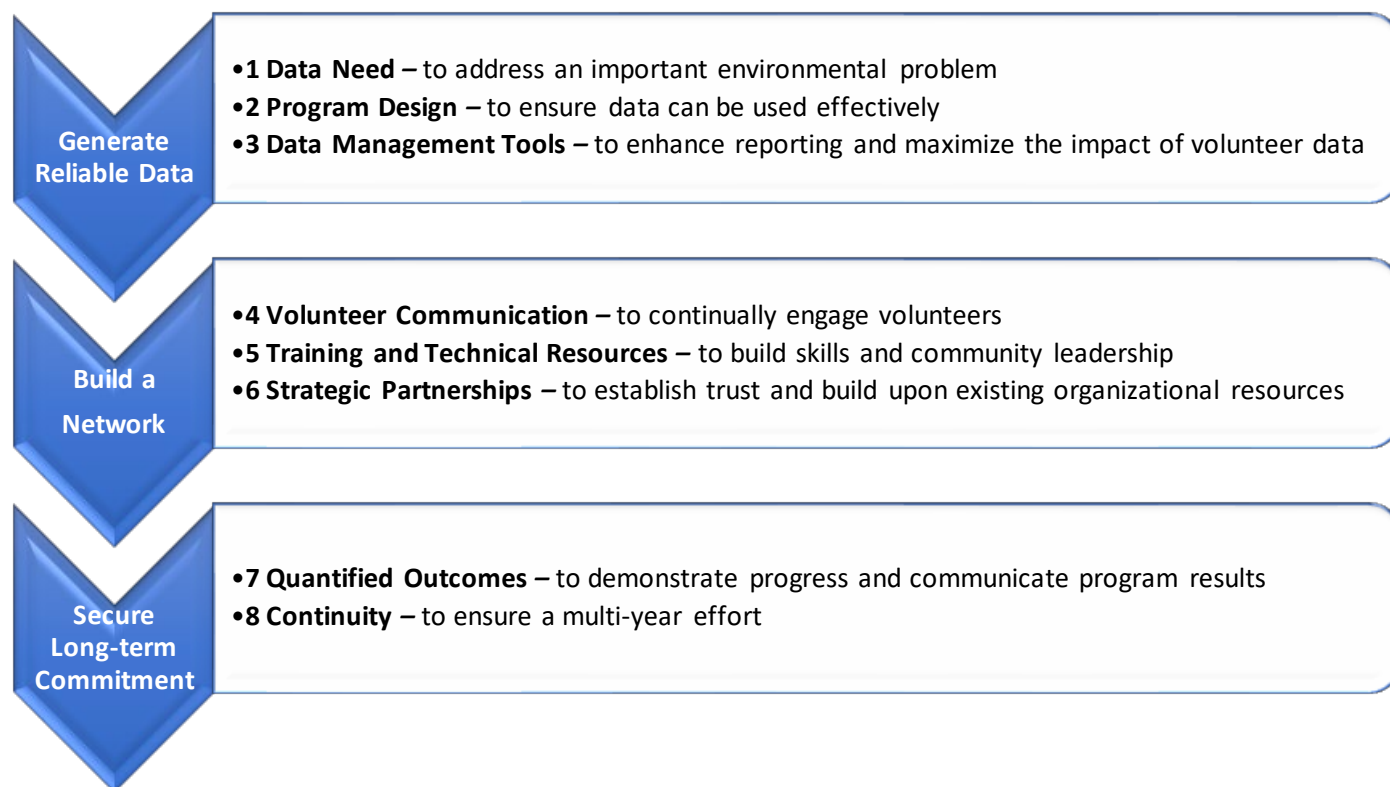 Generate
Reliable Data
•1 Data Need – to address an important environmental problem
•2 Program Design – to ensure data can be used effectively
•3 Data Management Tools – to enhance reporting and maximize the impact of volunteer data
Build a
Network
•4 Volunteer Communication – to continually engage volunteers
•5 Training and Technical Resources – to build skills and community leadership
•6 Strategic Partnerships – to establish trust and build upon existing organizational resources
Secure
Long-term
Commitment
•7 Quantified Outcomes – to demonstrate progress and communicate program results
•8 Continuity – to ensure a multi-year effort